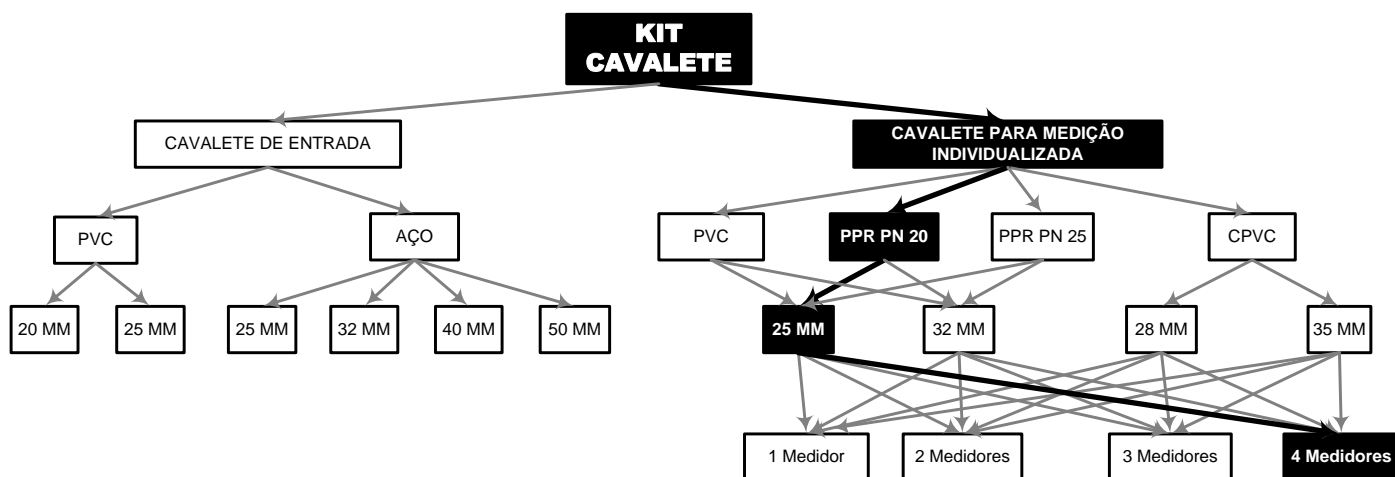 KIT
CAVALETE
CAVALETE DE ENTRADA
CAVALETE PARA MEDIÇÃO
INDIVIDUALIZADA
PVC
AÇO
PVC
PPR PN 20
PPR PN 25
CPVC
20 MM
25 MM
25 MM
32 MM
40 MM
50 MM
25 MM
32 MM
28 MM
35 MM
1 Medidor
2 Medidores
3 Medidores
4 Medidores